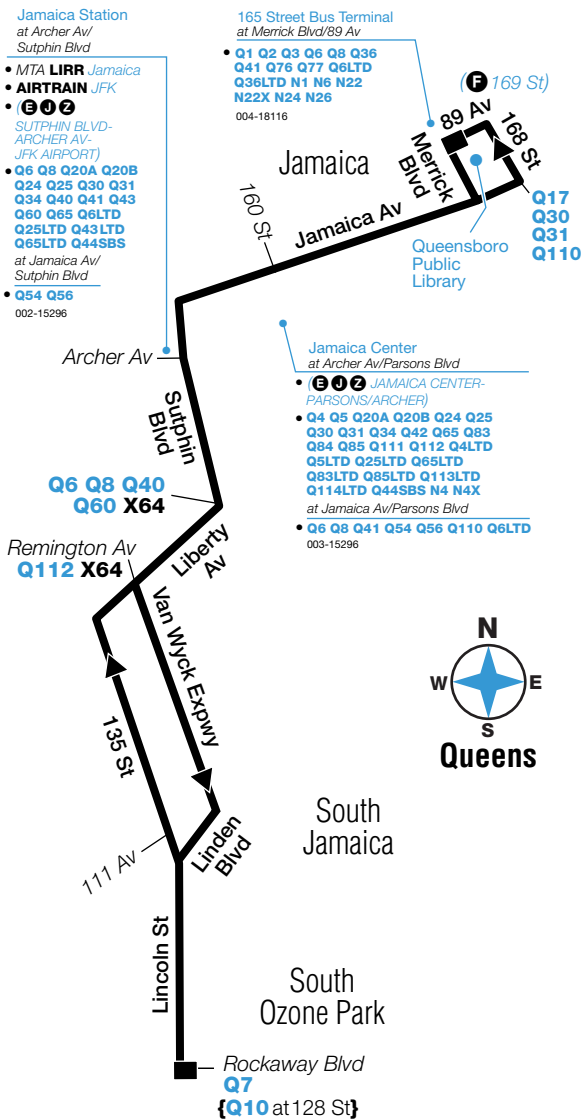 Jamaica Station
at Archer Av/
Sutphin Blvd
• MTA LIRR Jamaica
• AIRTRAIN JFK
• (E J Z
SUTPHIN BLVD-
ARCHER AV-
JFK AIRPORT)
• Q6 Q8 Q20A Q20B
Q24 Q25 Q30 Q31
Q34 Q40 Q41 Q43
Q60 Q65 Q6LTD
Q25LTD Q43LTD
Q65LTD Q44SBS
at Jamaica Av/
Sutphin Blvd
• Q54 Q56
002-15296
165 Street Bus Terminal
at Merrick Blvd/89 Av
• Q1 Q2 Q3 Q6 Q8 Q36
Q41 Q76 Q77 Q6LTD
Q36LTD N1 N6 N22
N22X N24 N26
004-18116
(F 169 St)
89 Av
168 St
Merrick
Blvd
Jamaica
Q17
Q30
Q31
Q110
Queensboro
Public
Library
160 St
Jamaica Av
Archer Av
Jamaica Center
at Archer Av/Parsons Blvd
• (E J Z JAMAICA CENTER-
PARSONS/ARCHER)
• Q4 Q5 Q20A Q20B Q24 Q25
Q30 Q31 Q34 Q42 Q65 Q83
Q84 Q85 Q111 Q112 Q4LTD
Q5LTD Q25LTD Q65LTD
Q83LTD Q85LTD Q113LTD
Q114LTD Q44SBS N4 N4X
at Jamaica Av/Parsons Blvd
• Q6 Q8 Q41 Q54 Q56 Q110 Q6LTD
003-15296
Sutphin
Blvd
Q6 Q8 Q40
Q60 X64
Liberty
Av
Remington Av
Q112 X64
Van Wyck Expwy
135 St
N
W E
S
Queens
South
Jamaica
111 Av
Linden
Blvd
Lincoln St
South
Ozone Park
Rockaway Blvd
Q7
{Q10 at 128 St}